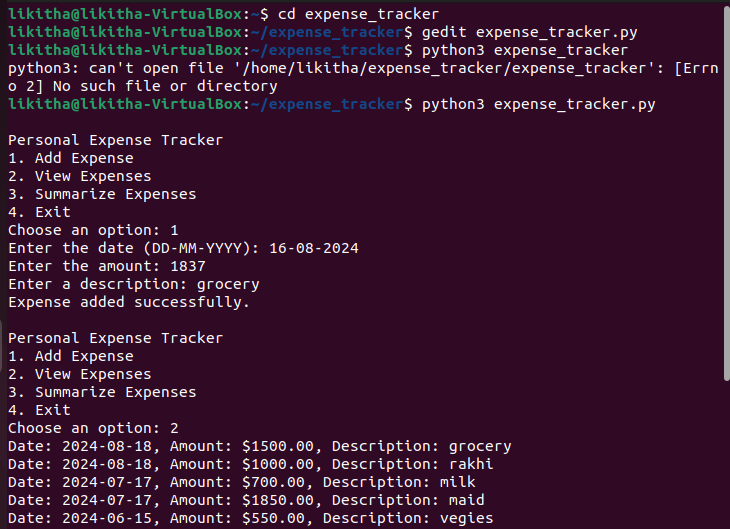 likitha@likitha-VirtualBox:~$ cd expense_tracker
likitha@likitha-VirtualBox:~/expense_tracker$ gedit expense_tracker.py
likitha@likitha-VirtualBox:~/expense_tracker$ python3 expense_tracker
python3: can't open file '/home/likitha/expense_tracker/expense_tracker': [Errn
o 2] No such file or directory
likitha@likitha-VirtualBox:~/expense_tracker$ python3 expense_tracker.py
Personal Expense Tracker
1. Add Expense
2. View Expenses
3. Summarize Expenses
4. Exit
Choose an option: 1
Enter the date (DD-MM-YYYY): 16-08-2024
Enter the amount: 1837
Enter a description: grocery
Expense added successfully.
Personal Expense Tracker
1. Add Expense
2. View Expenses
3. Summarize Expenses
4. Exit
Choose an option: 2
Date: 2024-08-18, Amount: $1500.00, Description: grocery
Date: 2024-08-18, Amount: $1000.00, Description: rakhi
Date: 2024-07-17, Amount: $700.00, Description: milk
Date: 2024-07-17, Amount: $1850.00, Description: maid
Date: 2024-06-15, Amount: $550.00, Description: vegies